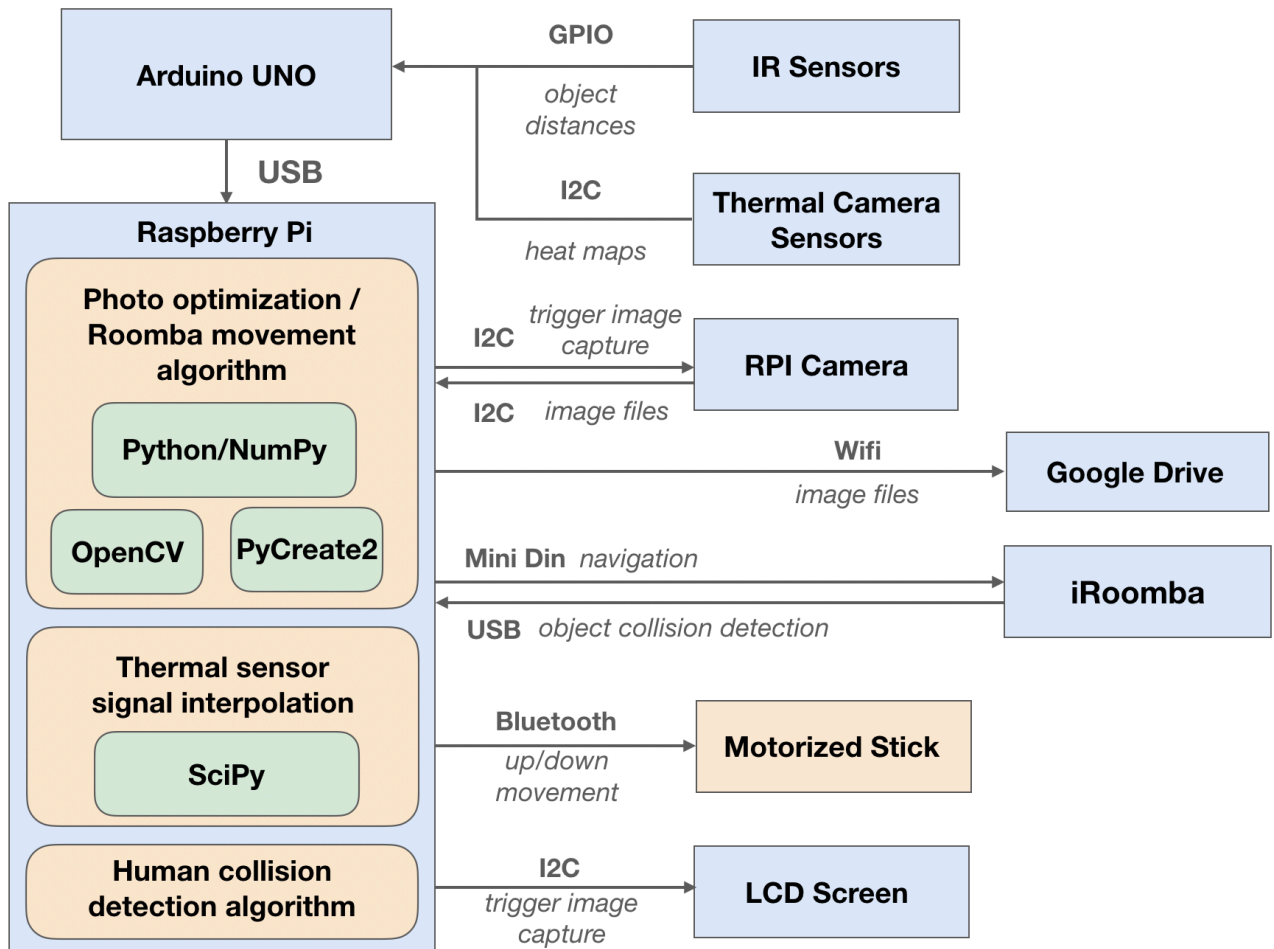 Arduino UNO
GPIO
object
distances
IR Sensors
USB
I2C
heat maps
Thermal Camera
Sensors
Raspberry Pi
Photo optimization /
Roomba movement
algorithm
Python/NumPy
OpenCV
PyCreate2
Thermal sensor
signal interpolation
SciPy
Human collision
detection algorithm
I2C
trigger image
capture
I2C
image files
RPI Camera
Wifi
image files
Google Drive
Mini Din
navigation
USB
object collision detection
iRoomba
Bluetooth
up/down
movement
Motorized Stick
I2C
trigger image
capture
LCD Screen